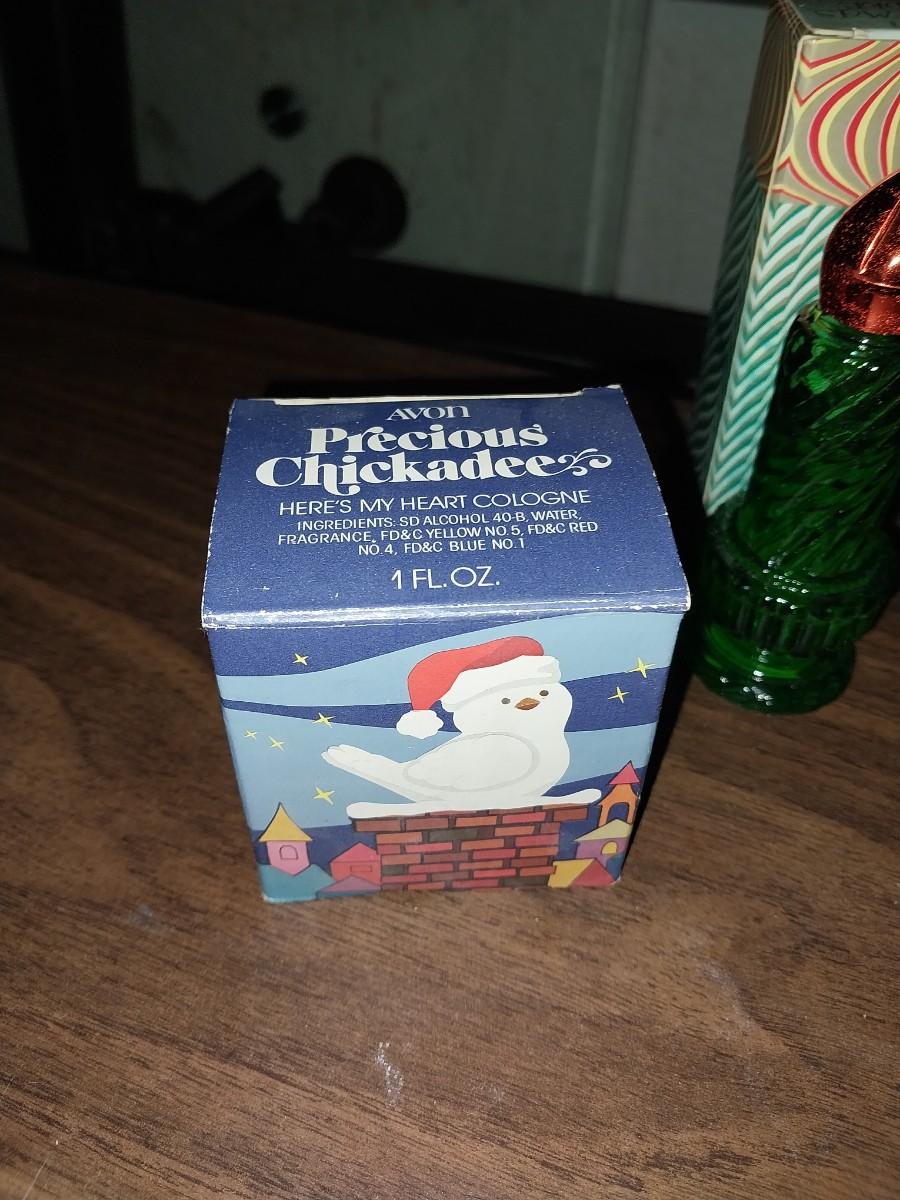 AVON
Precious
Chickadee
HERE'S MY HEART COLOGNE
INGREDIENTS: SD ALCOHOL 40-B, WATER,
FRAGRANCE, FD&C YELLOW NO.5, FD&C RED
NO.4, FD&C BLUE NO.1
1 FL.OZ.